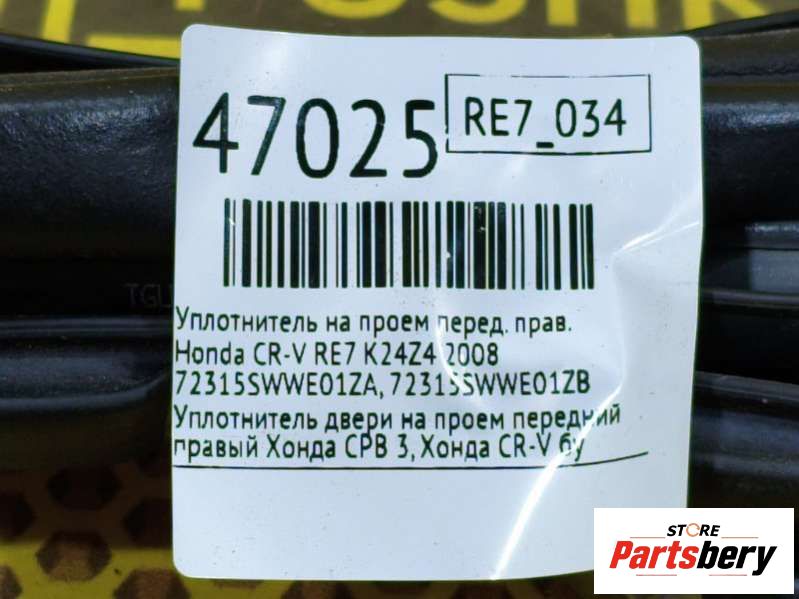 47025
RE7_034
Уплотнитель на проем перед. прав.
Honda CR-V RE7 K24Z4 2008
72315SWWE01ZA, 72315SWWE01ZB
Уплотнитель двери на проем передний
правый Хонда СРВ 3, Хонда CR-V бу
STORE
Partsbery